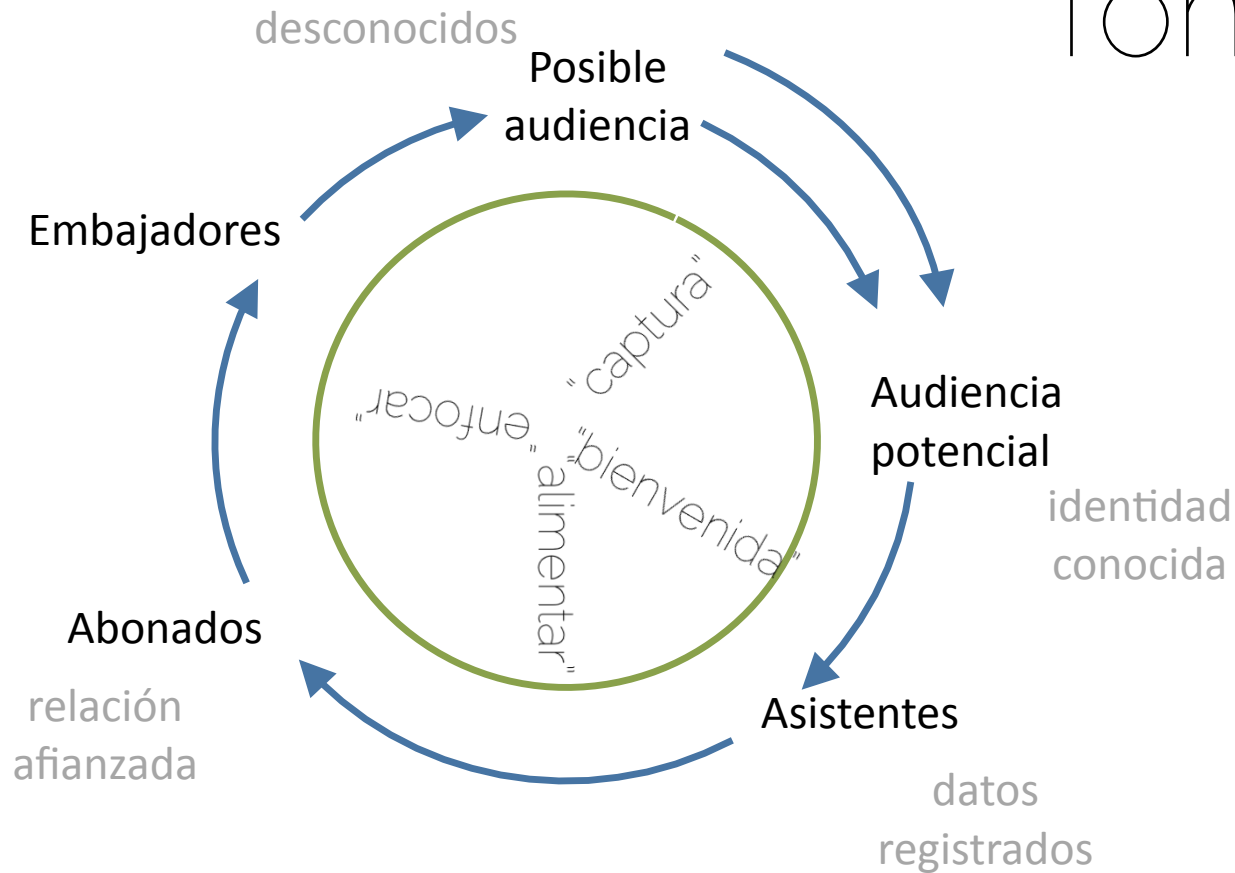 desconocidos
Posible
audiencia
Embajadores
"captura"
"enfocar"
"bienvenida"
"alimentar"
Audiencia
potencial
identidad
conocida
Abonados
Asistentes
relación
afianzada
datos
registrados